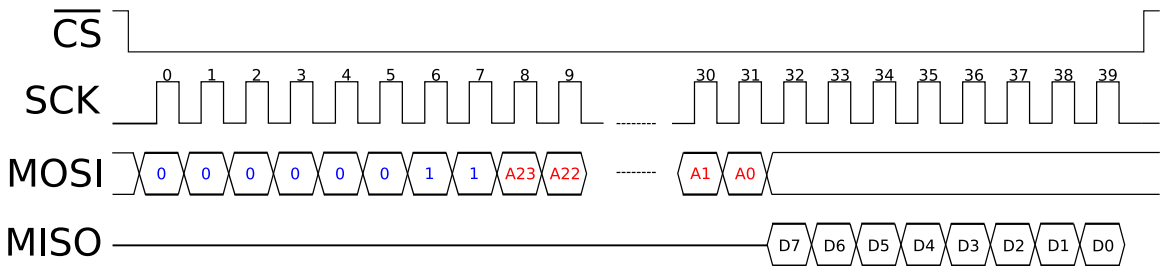 CS
0 1 2 3 4 5 6 7 8 9 30 31 32 33 34 35 36 37 38 39
SCK
MOSI 0 0 0 0 0 0 1 1 A23 A22 A1 A0
MISO D7 D6 D5 D4 D3 D2 D1 D0